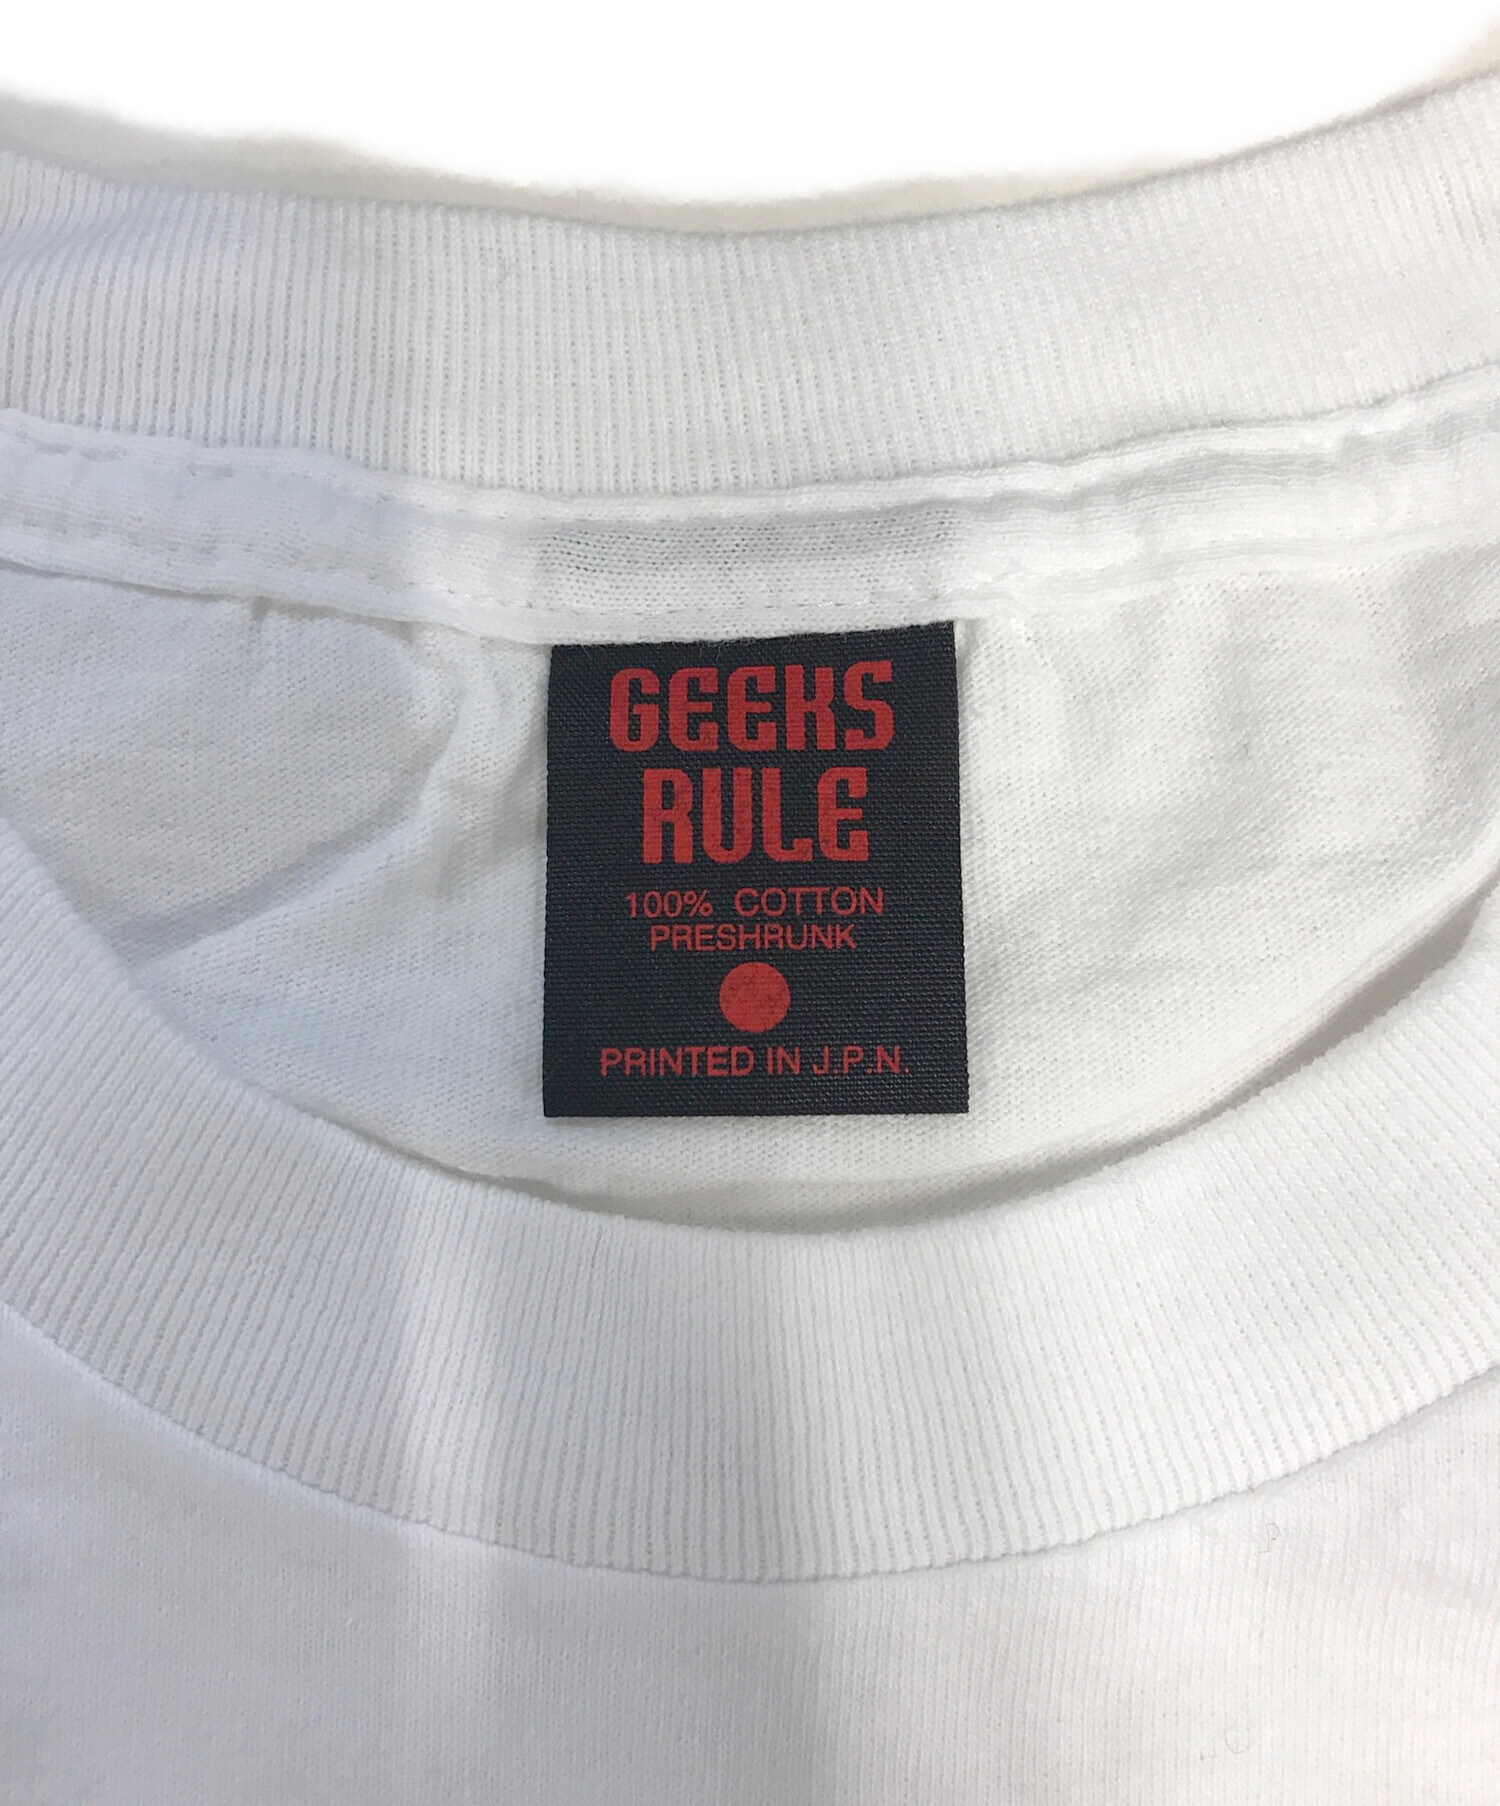 GEEKS
RULE
100% COTTON
PRESHRUNK
PRINTED IN J.P.N.